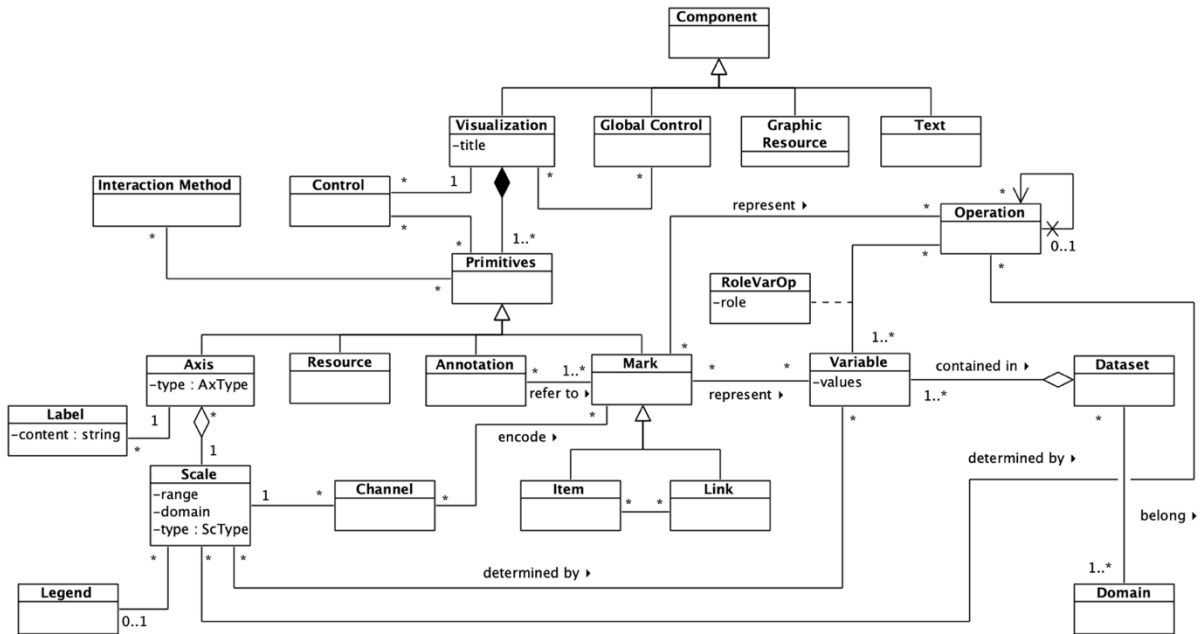 Component
Visualization
-title
Global Control
Graphic
Resource
Text
Interaction Method
Control
*
1
*
*
represent ▸
*
*
Operation
*
*
*
1..*
*
*
0..1
*
*
Primitives
RoleVarOp
-role
1..*
Axis
-type : AxType
Resource
Annotation
*
1..*
refer to ▸
*
Mark
*
*
represent ▸
Variable
-values
contained in ▸
1..*
Dataset
Label
-content : string
1
*
*
1
*
encode ▸
*
*
Scale
-range
-domain
-type : ScType
1
*
Channel
*
Item
*
*
Link
determined by ▸
belong ▸
*
*
*
determined by ▸
1..*
Legend
0..1
Domain